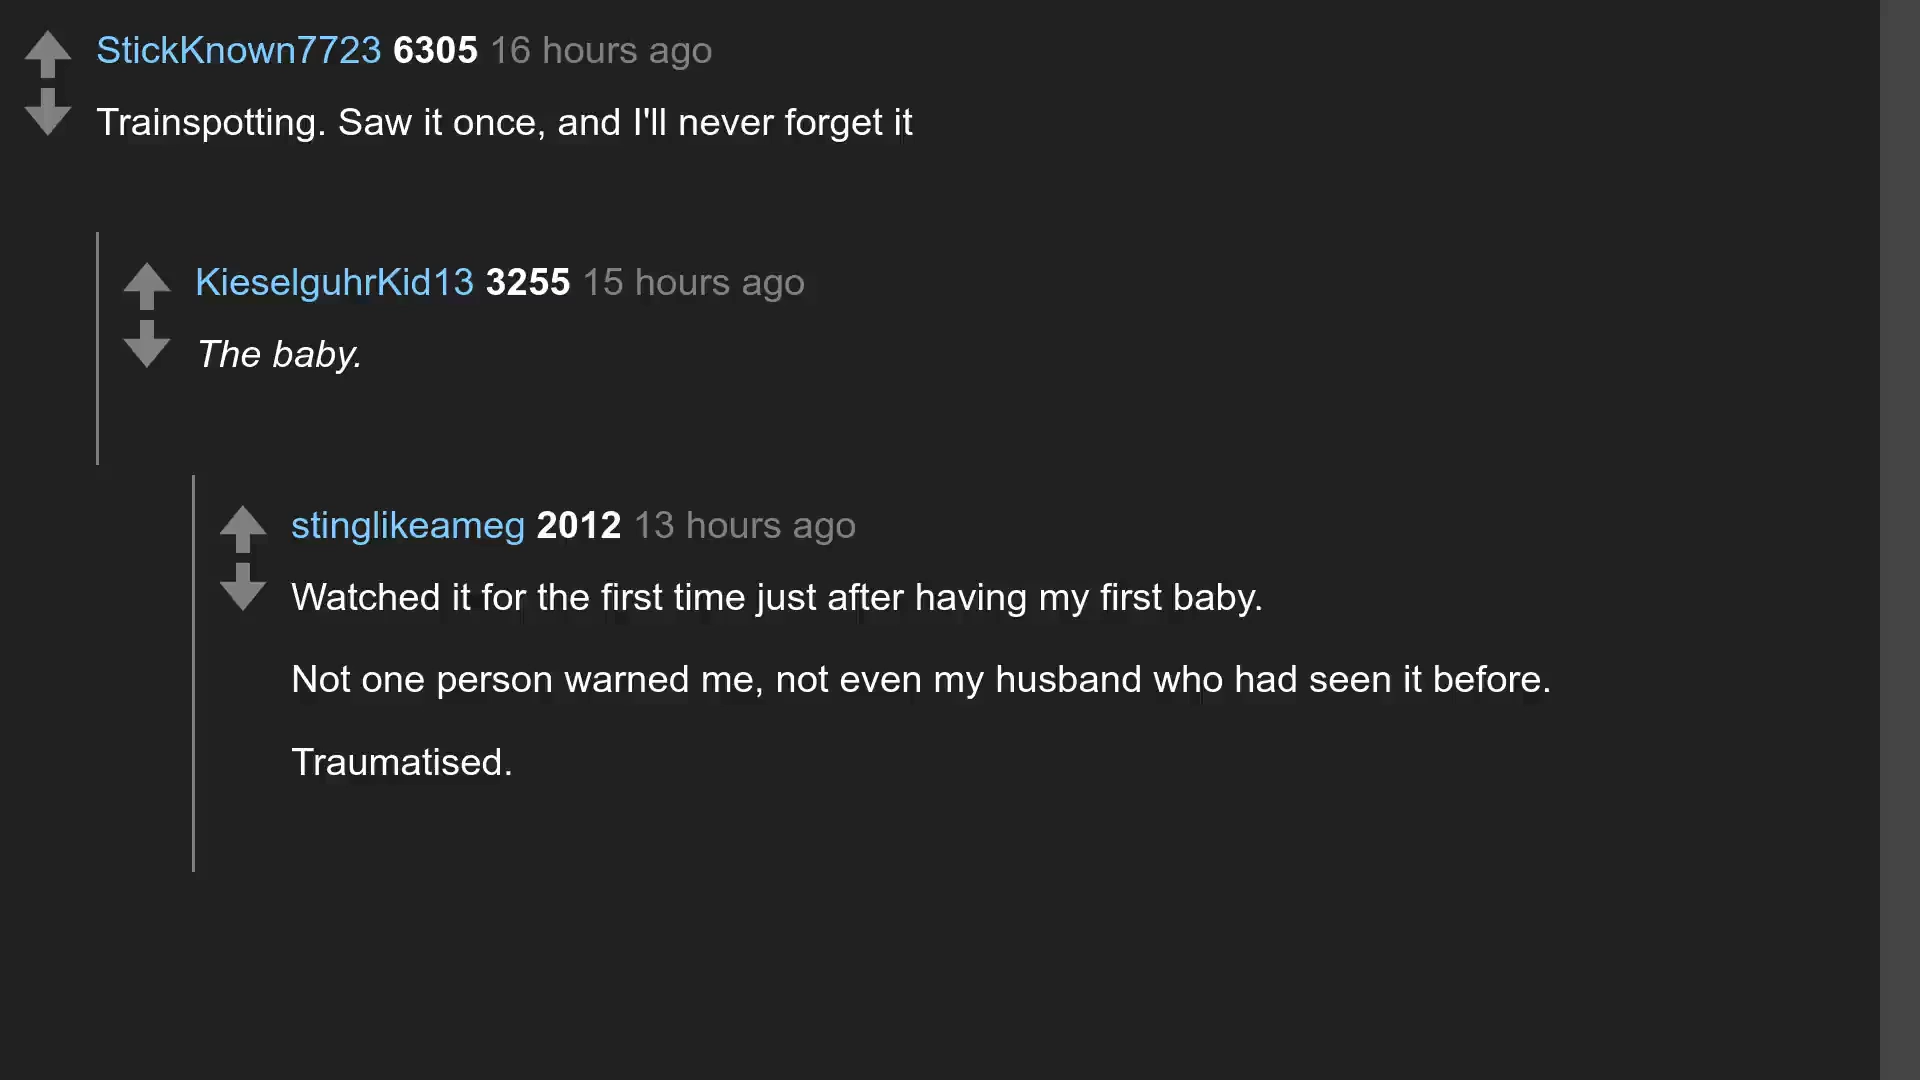 StickKnown7723 6305 16 hours ago
Trainspotting. Saw it once, and I'll never forget it
KieselguhrKid13 3255 15 hours ago
The baby.
stinglikeameg 2012 13 hours ago
Watched it for the first time just after having my first baby.
Not one person warned me, not even my husband who had seen it before.
Traumatised.